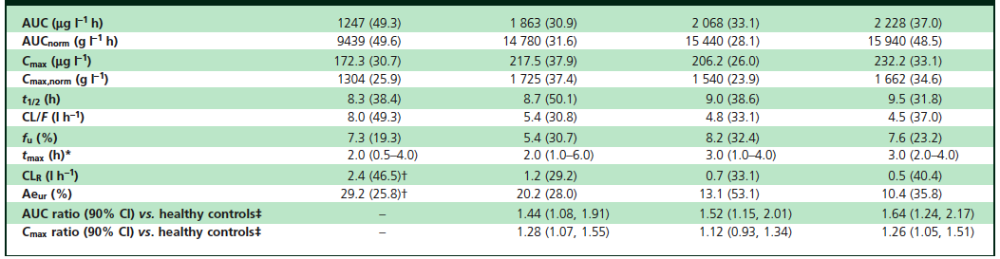 AUC (µg l⁻¹ h) 1247 (49.3) 1 863 (30.9) 2 068 (33.1) 2 228 (37.0)
AUCnorm (g l⁻¹ h) 9439 (49.6) 14 780 (31.6) 15 440 (28.1) 15 940 (48.5)
Cmax (µg l⁻¹) 172.3 (30.7) 217.5 (37.9) 206.2 (26.0) 232.2 (33.1)
Cmax,norm (g l⁻¹) 1304 (25.9) 1 725 (37.4) 1 540 (23.9) 1 662 (34.6)
t1/2 (h) 8.3 (38.4) 8.7 (50.1) 9.0 (38.6) 9.5 (31.8)
CL/F (l h⁻¹) 8.0 (49.3) 5.4 (30.8) 4.8 (33.1) 4.5 (37.0)
fu (%) 7.3 (19.3) 5.4 (30.7) 8.2 (32.4) 7.6 (23.2)
tmax (h)* 2.0 (0.5–4.0) 2.0 (1.0–6.0) 3.0 (1.0–4.0) 3.0 (2.0–4.0)
CLR (l h⁻¹) 2.4 (46.5)† 1.2 (29.2) 0.7 (33.1) 0.5 (40.4)
Aeur (%) 29.2 (25.8)† 20.2 (28.0) 13.1 (53.1) 10.4 (35.8)
AUC ratio (90% CI) vs. healthy controls‡ – 1.44 (1.08, 1.91) 1.52 (1.15, 2.01) 1.64 (1.24, 2.17)
Cmax ratio (90% CI) vs. healthy controls‡ – 1.28 (1.07, 1.55) 1.12 (0.93, 1.34) 1.26 (1.05, 1.51)